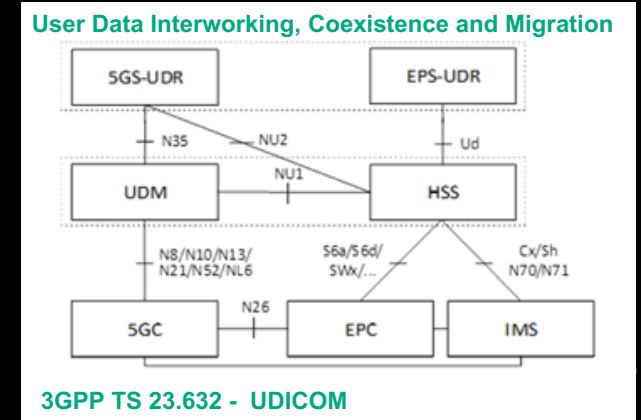 User Data Interworking, Coexistence and Migration
5GS-UDR
EPS-UDR
N35
NU2
Ud
NU1
UDM
HSS
N8/N10/N13/
N21/N52/NL6
S6a/S6d/
SWx/...
Cx/Sh
N70/N71
N26
5GC
EPC
IMS
3GPP TS 23.632 - UDICOM